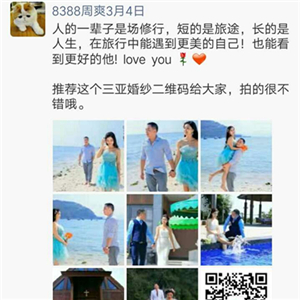 8388周爽3月4日
人的一辈子是场修行，短的是旅途，长的是
人生，在旅行中能遇到更美的自己！也能看
到更好的他! love you🌹❤️
推荐这个三亚婚纱二维码给大家，拍的很不
错哦。